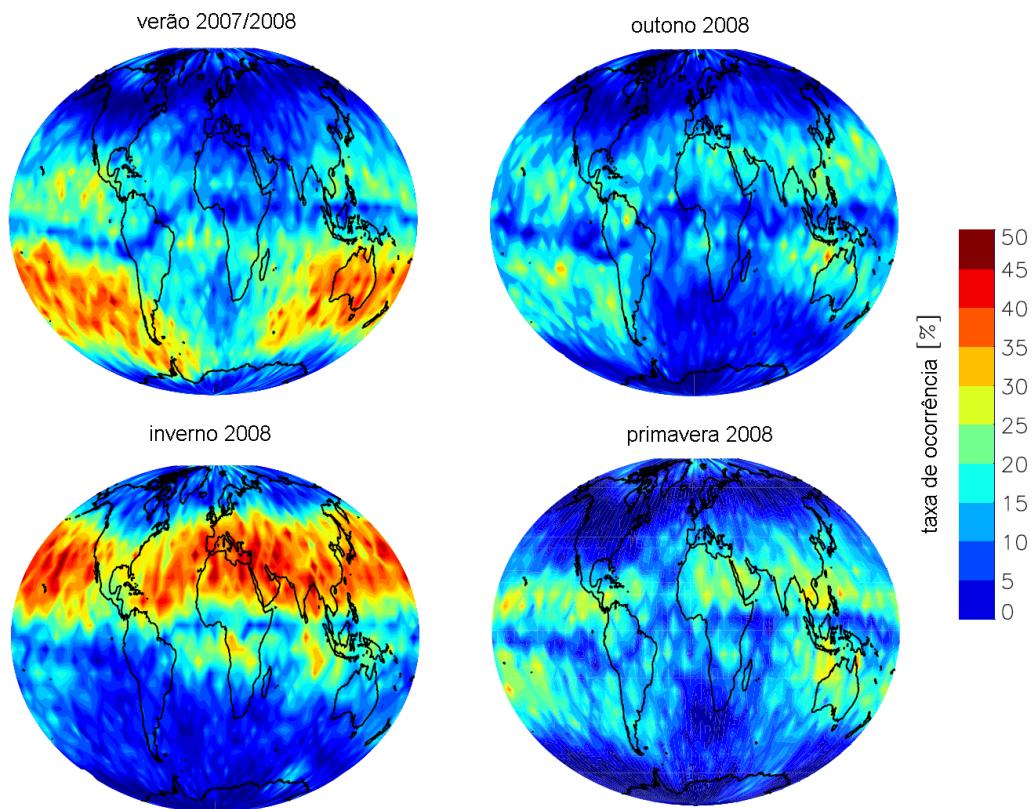 verão 2007/2008
outono 2008
inverno 2008
primavera 2008
taxa de ocorrência [%]
50
45
40
35
30
25
20
15
10
5
0